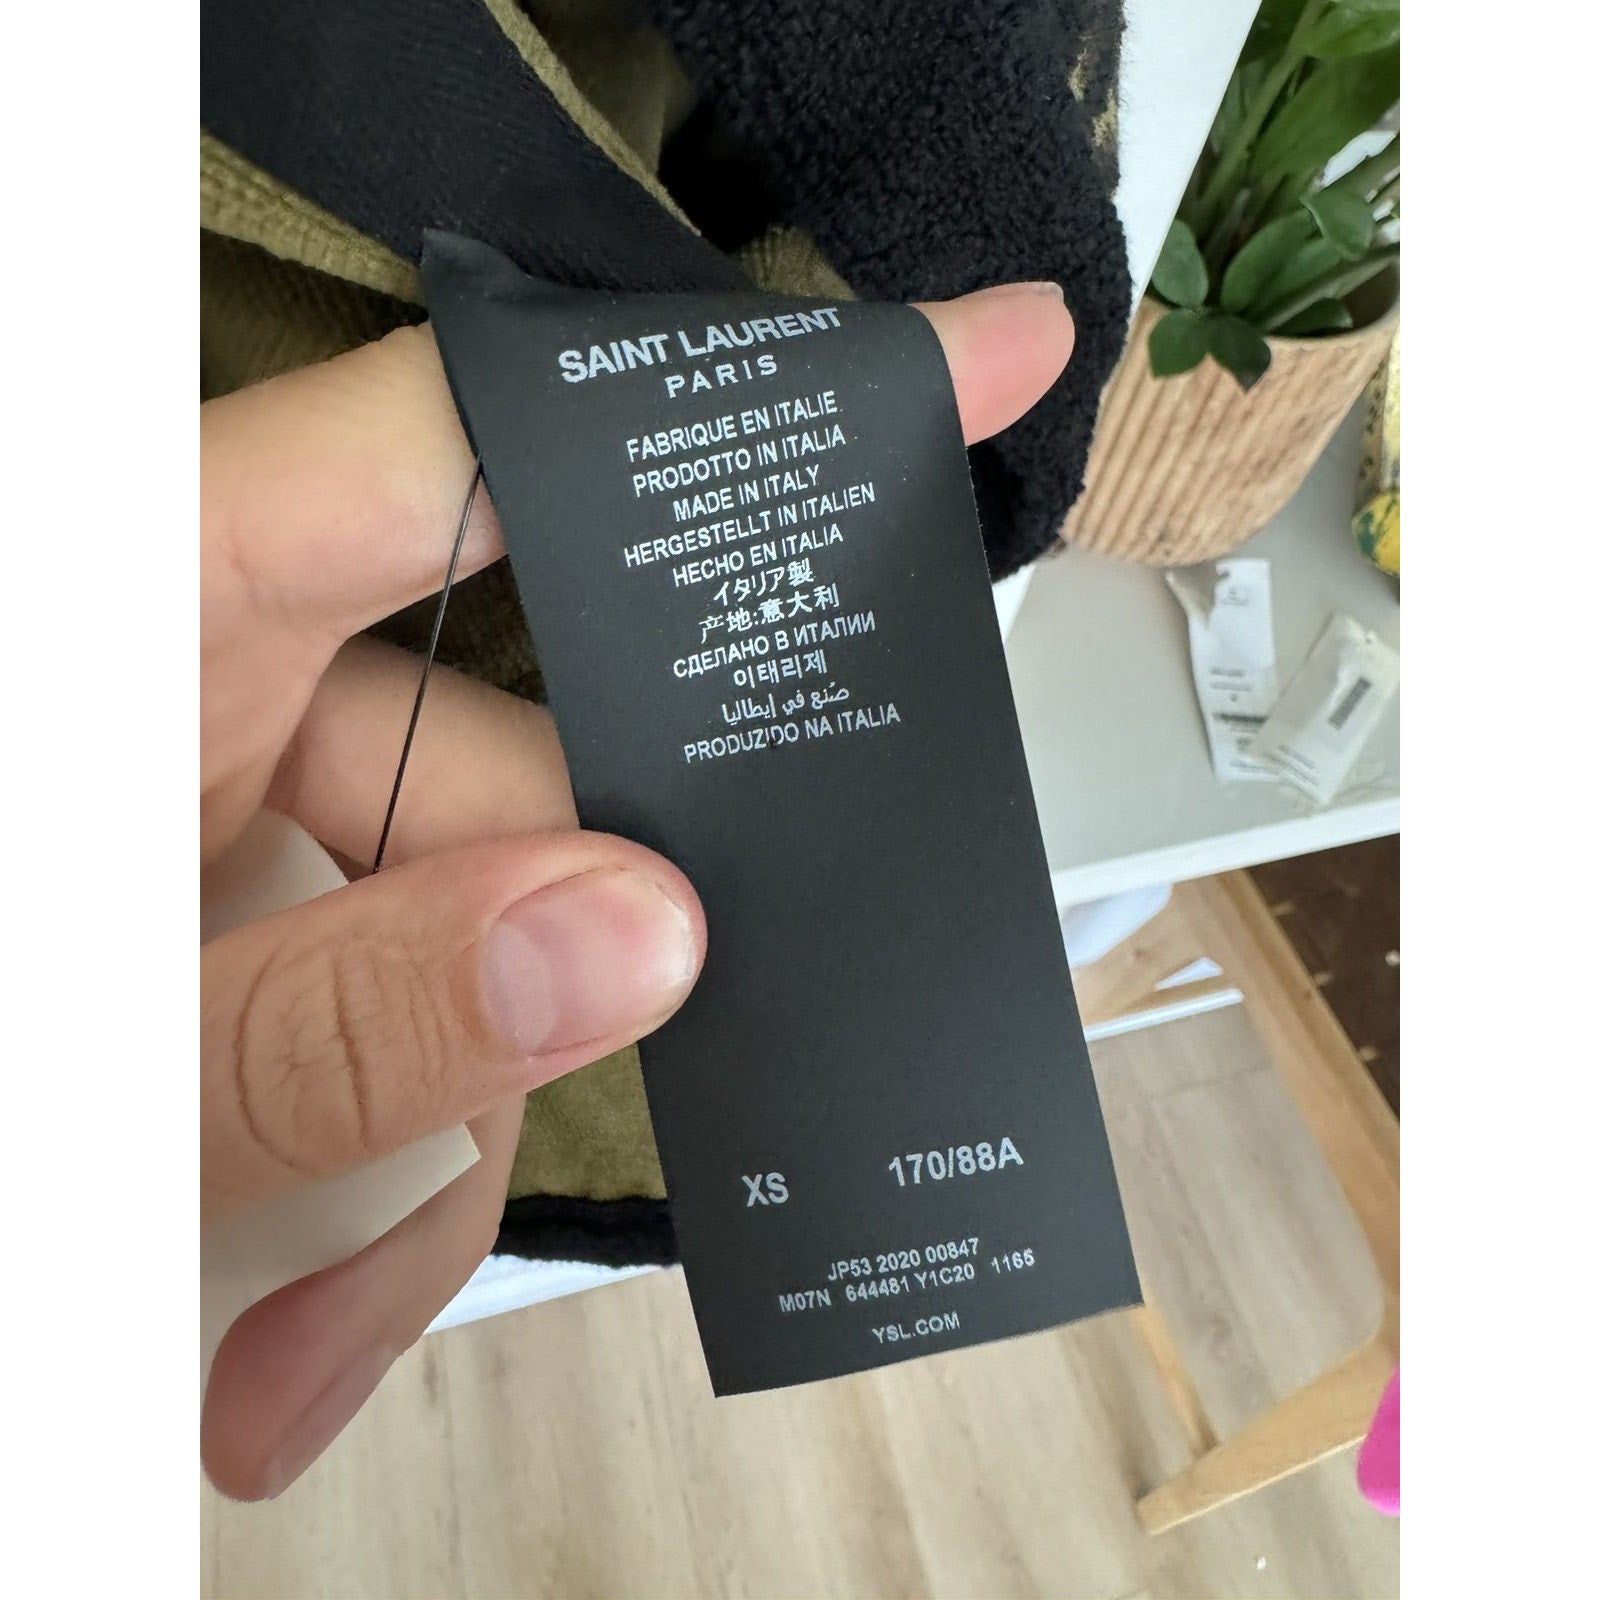 SAINT LAURENT
PARIS
FABRIQUE EN ITALIE
PRODOTTO IN ITALIA
MADE IN ITALY
HERGESTELLT IN ITALIEN
HECHO EN ITALIA
イタリア製
产地:意大利
СДЕЛАНО В ИТАЛИИ
이태리제
صُنع في إيطاليا
PRODUZIDO NA ITALIA
XS 170/88A
JP53 2020 00847
M07N 644481 Y1C20 1165
YSL.COM